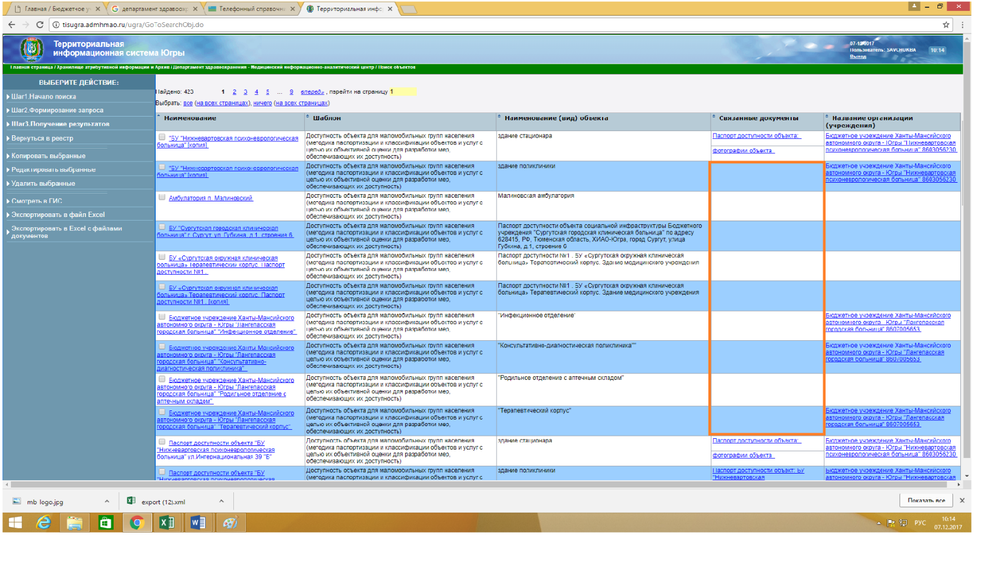 Главная / Бюджетное у
департамент здравоохр
Телефонный справочни
Территориальная инфо
tisugra.admhmao.ru/ugra/GoToSearchObj.do
Территориальная
информационная система Югры
07-12-2017
Пользователь: SAVCHUKBA
Выход
10:14
Главная страница / Хранилище атрибутивной информации и Архив / Департамент здравоохранения - Медицинский информационно-аналитический центр / Поиск объектов
ВЫБЕРИТЕ ДЕЙСТВИЕ:
Шаг1.Начало поиска
Шаг2.Формирование запроса
Шаг3.Получение результатов
Вернуться в реестр
Копировать выбранные
Редактировать выбранные
Удалить выбранные
Смотреть в ГИС
Экспортировать в файл Excel
Экспортировать в Excel с файлами
документов
Найдено: 423 1 2 3 4 5 ... 9 вперед» , перейти на страницу 1
Выбрать: все (на всех страницах), ничего (на всех страницах)
Наименование Шаблон Наименование (вид) объекта Связанные документы Название организации
(учреждения)
"БУ "Нижневартовская психоневрологическая
больница" [копия]
Доступность объекта для маломобильных групп населения
(методика паспортизации и классификации объектов и услуг с
целью их объективной оценки для разработки мер,
обеспечивающих их доступность)
здание стационара
Паспорт доступности объекта:
фотографии объекта
Бюджетное учреждение Ханты-Мансийского
автономного округа - Югры "Нижневартовская
психоневрологическая больница" 8603056230
"БУ "Нижневартовская психоневрологическая
больница" [копия]
Доступность объекта для маломобильных групп населения
(методика паспортизации и классификации объектов и услуг с
целью их объективной оценки для разработки мер,
обеспечивающих их доступность)
здание поликлиники
Бюджетное учреждение Ханты-Мансийского
автономного округа - Югры "Нижневартовская
психоневрологическая больница" 8603056230
Амбулатория п. Малиновский
Доступность объекта для маломобильных групп населения
(методика паспортизации и классификации объектов и услуг с
целью их объективной оценки для разработки мер,
обеспечивающих их доступность)
Малиновская амбулатория
БУ "Сургутская городская клиническая
больница" г. Сургут, ул. Губкина, д.1, строение 6
Доступность объекта для маломобильных групп населения
(методика паспортизации и классификации объектов и услуг с
целью их объективной оценки для разработки мер,
обеспечивающих их доступность)
Паспорт доступности объекта социальной инфраструктуры Бюджетного
учреждения "Сургутская городская клиническая больница" по адресу
628415, РФ, Тюменская область, ХМАО-Югра, город Сургут, улица
Губкина, д.1, строение 6
БУ «Сургутская окружная клиническая
больница» Терапевтический корпус. Паспорт
доступности №1 .
Доступность объекта для маломобильных групп населения
(методика паспортизации и классификации объектов и услуг с
целью их объективной оценки для разработки мер,
обеспечивающих их доступность)
Паспорт доступности №1 . БУ «Сургутская окружная клиническая
больница» Терапевтический корпус. Здание медицинского учреждения
БУ «Сургутская окружная клиническая
больница» Терапевтический корпус. Паспорт
доступности №1 . [копия]
Доступность объекта для маломобильных групп населения
(методика паспортизации и классификации объектов и услуг с
целью их объективной оценки для разработки мер,
обеспечивающих их доступность)
Паспорт доступности №1 . БУ «Сургутская окружная клиническая
больница» Терапевтический корпус. Здание медицинского учреждения
Бюджетное учреждение Ханты-Мансийского
автономного округа - Югры "Лангепасская
городская больница" "Инфекционное отделение"
Доступность объекта для маломобильных групп населения
(методика паспортизации и классификации объектов и услуг с
целью их объективной оценки для разработки мер,
обеспечивающих их доступность)
"Инфекционное отделение"
Бюджетное учреждение Ханты-Мансийского
автономного округа - Югры "Лангепасская
городская больница" 8607005653
Бюджетное учреждение Ханты-Мансийского
автономного округа - Югры "Лангепасская
городская больница" "Консультативно-
диагностическая поликлиника"
Доступность объекта для маломобильных групп населения
(методика паспортизации и классификации объектов и услуг с
целью их объективной оценки для разработки мер,
обеспечивающих их доступность)
"Консультативно-диагностическая поликлиника""
Бюджетное учреждение Ханты-Мансийского
автономного округа - Югры "Лангепасская
городская больница" 8607005653
Бюджетное учреждение Ханты-Мансийского
автономного округа - Югры "Лангепасская
городская больница" "Родильное отделение с
аптечным складом"
Доступность объекта для маломобильных групп населения
(методика паспортизации и классификации объектов и услуг с
целью их объективной оценки для разработки мер,
обеспечивающих их доступность)
"Родильное отделение с аптечным складом"
Бюджетное учреждение Ханты-Мансийского
автономного округа - Югры "Лангепасская
городская больница" "Терапевтический корпус"
Доступность объекта для маломобильных групп населения
(методика паспортизации и классификации объектов и услуг с
целью их объективной оценки для разработки мер,
обеспечивающих их доступность)
"Терапевтический корпус"
Бюджетное учреждение Ханты-Мансийского
автономного округа - Югры "Лангепасская
городская больница" 8607005653
Паспорт доступности объекта "БУ
"Нижневартовская психоневрологическая
больница" ул.Интернациональная 39 "Б"
Доступность объекта для маломобильных групп населения
(методика паспортизации и классификации объектов и услуг с
целью их объективной оценки для разработки мер,
обеспечивающих их доступность)
здание стационара
Паспорт доступности объекта:
фотографии объекта
Бюджетное учреждение Ханты-Мансийского
автономного округа - Югры "Нижневартовская
психоневрологическая больница" 8603056230
Паспорт доступности объекта "БУ
"Нижневартовская психоневрологическая
Доступность объекта для маломобильных групп населения
(методика паспортизации и классификации объектов и услуг с
здание поликлиники
Паспорт доступности объект: БУ
"Нижневартовская
Бюджетное учреждение Ханты-Мансийского
автономного округа - Югры "Нижневартовская
mb_logo.jpg
export (12).xml
Показать все
РУС
10:14
07.12.2017